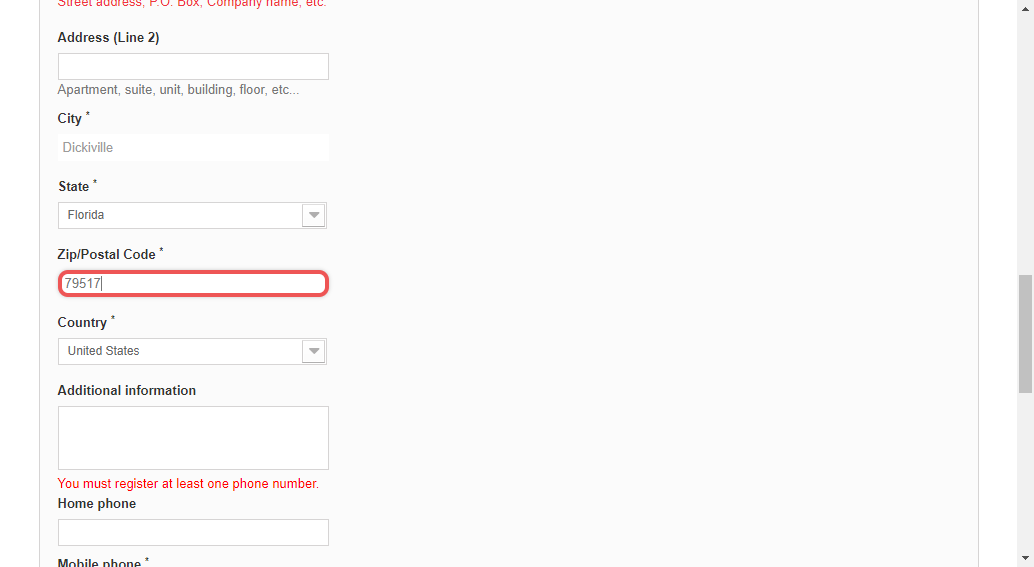 Street address, P.O. Box, Company name, etc.
Address (Line 2)
Apartment, suite, unit, building, floor, etc...
City *
Dickiville
State *
Florida
Zip/Postal Code *
79517
Country *
United States
Additional information
You must register at least one phone number.
Home phone
Mobile phone *